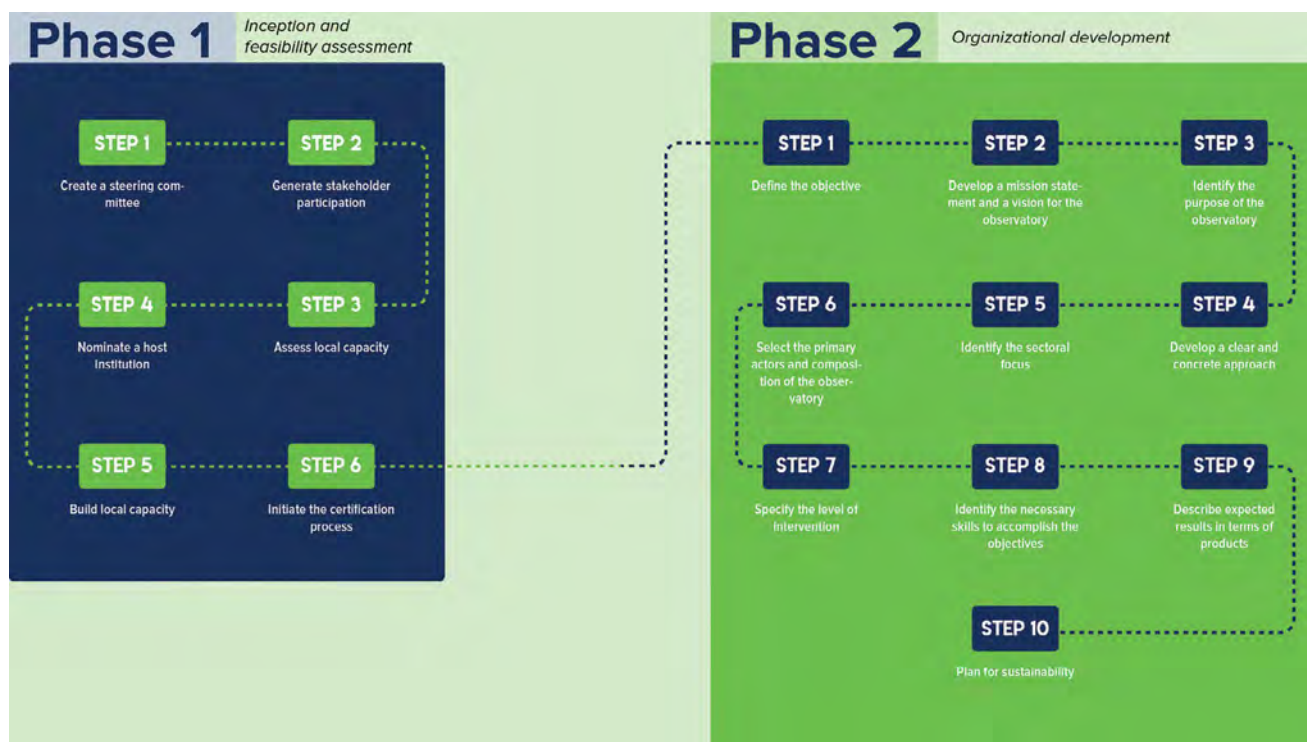 Phase 1
Inception and
feasibility assessment
STEP 1
Create a steering com-
mittee
STEP 2
Generate stakeholder
participation
STEP 3
Assess local capacity
STEP 4
Nominate a host
Institution
STEP 5
Build local capacity
STEP 6
Initiate the certification
process
Phase 2
Organizational development
STEP 1
Define the objective
STEP 2
Develop a mission state-
ment and a vision for the
observatory
STEP 3
Identify the
purpose of the
observatory
STEP 4
Develop a clear and
concrete approach
STEP 5
Identify the sectoral
focus
STEP 6
Select the primary
actors and composi-
tion of the obser-
vatory
STEP 7
Specify the level of
Intervention
STEP 8
Identify the necessary
skills to accomplish the
objectives
STEP 9
Describe expected
results in terms of
products
STEP 10
Plan for sustainability